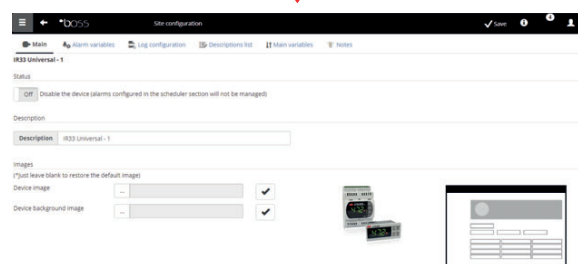 boss Site configuration Save 4
Main Alarm variables Log configuration Descriptions list Main variables Notes
IR33 Universal - 1
Status
Off Disable the device (alarms configured in the scheduler section will not be managed)
Description
Description IR33 Universal - 1
Images
(*Just leave blank to restore the default image)
Device image ...
Device background image ...